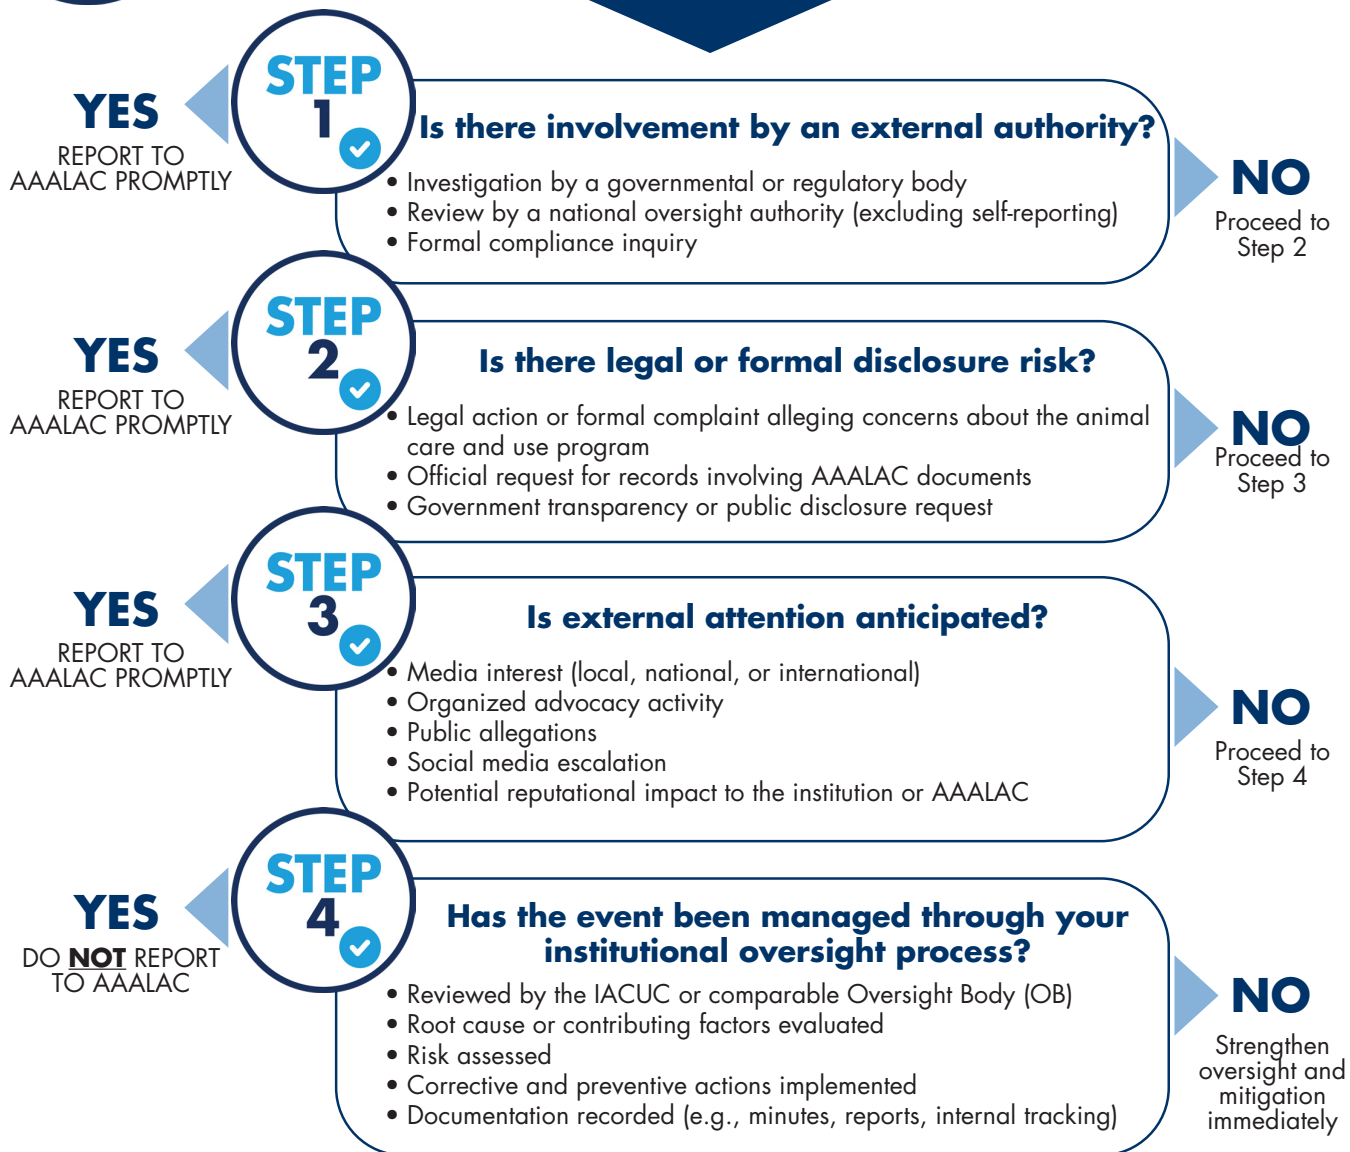 STEP
1
YES
REPORT TO
AAALAC PROMPTLY
Is there involvement by an external authority?
• Investigation by a governmental or regulatory body
• Review by a national oversight authority (excluding self-reporting)
• Formal compliance inquiry
NO
Proceed to
Step 2
STEP
2
YES
REPORT TO
AAALAC PROMPTLY
Is there legal or formal disclosure risk?
• Legal action or formal complaint alleging concerns about the animal
care and use program
• Official request for records involving AAALAC documents
• Government transparency or public disclosure request
NO
Proceed to
Step 3
STEP
3
YES
REPORT TO
AAALAC PROMPTLY
Is external attention anticipated?
• Media interest (local, national, or international)
• Organized advocacy activity
• Public allegations
• Social media escalation
• Potential reputational impact to the institution or AAALAC
NO
Proceed to
Step 4
STEP
4
YES
DO NOT REPORT
TO AAALAC
Has the event been managed through your
institutional oversight process?
• Reviewed by the IACUC or comparable Oversight Body (OB)
• Root cause or contributing factors evaluated
• Risk assessed
• Corrective and preventive actions implemented
• Documentation recorded (e.g., minutes, reports, internal tracking)
NO
Strengthen
oversight and
mitigation
immediately